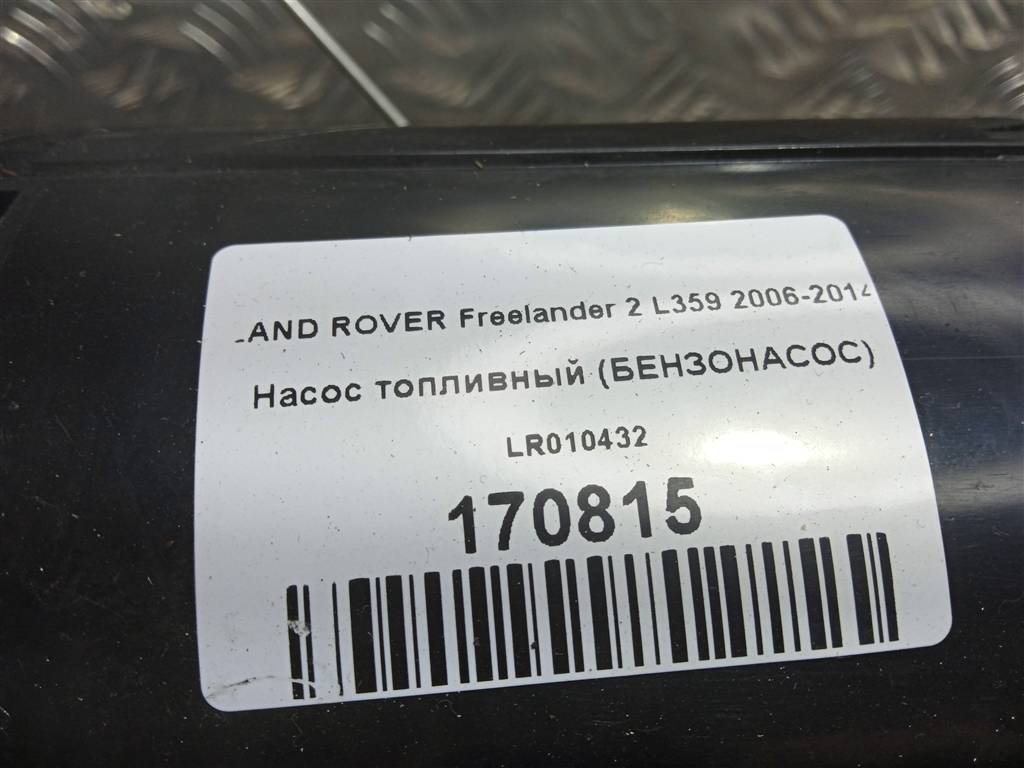 LAND ROVER Freelander 2 L359 2006-2014
Насос топливный (БЕНЗОНАСОС)
LR010432
170815